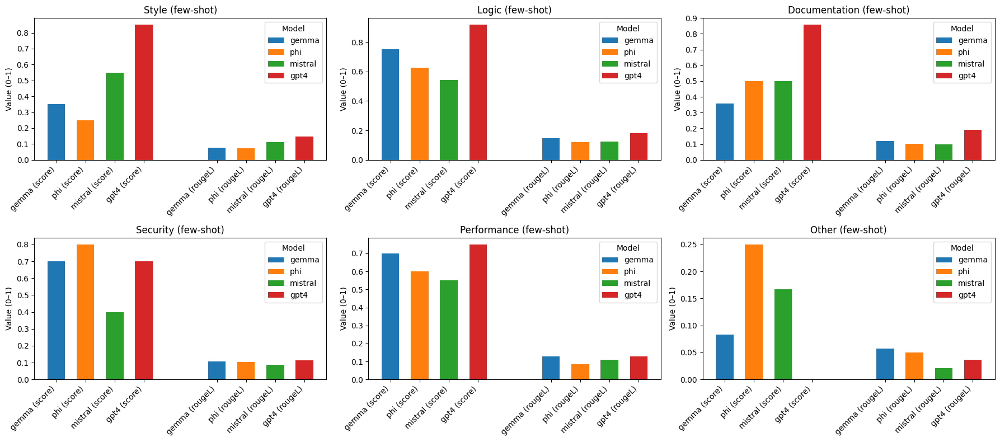 Style (few-shot)
Value (0–1)
0.8
0.7
0.6
0.5
0.4
0.3
0.2
0.1
0.0
Model
gemma
phi
mistral
gpt4
gemma (score)
phi (score)
mistral (score)
gpt4 (score)
gemma (rougeL)
phi (rougeL)
mistral (rougeL)
gpt4 (rougeL)
Logic (few-shot)
Value (0–1)
0.8
0.6
0.4
0.2
0.0
Model
gemma
phi
mistral
gpt4
gemma (score)
phi (score)
mistral (score)
gpt4 (score)
gemma (rougeL)
phi (rougeL)
mistral (rougeL)
gpt4 (rougeL)
Documentation (few-shot)
Value (0–1)
0.9
0.8
0.7
0.6
0.5
0.4
0.3
0.2
0.1
0.0
Model
gemma
phi
mistral
gpt4
gemma (score)
phi (score)
mistral (score)
gpt4 (score)
gemma (rougeL)
phi (rougeL)
mistral (rougeL)
gpt4 (rougeL)
Security (few-shot)
Value (0–1)
0.8
0.7
0.6
0.5
0.4
0.3
0.2
0.1
0.0
Model
gemma
phi
mistral
gpt4
gemma (score)
phi (score)
mistral (score)
gpt4 (score)
gemma (rougeL)
phi (rougeL)
mistral (rougeL)
gpt4 (rougeL)
Performance (few-shot)
Value (0–1)
0.7
0.6
0.5
0.4
0.3
0.2
0.1
0.0
Model
gemma
phi
mistral
gpt4
gemma (score)
phi (score)
mistral (score)
gpt4 (score)
gemma (rougeL)
phi (rougeL)
mistral (rougeL)
gpt4 (rougeL)
Other (few-shot)
Value (0–1)
0.25
0.20
0.15
0.10
0.05
0.00
Model
gemma
phi
mistral
gpt4
gemma (score)
phi (score)
mistral (score)
gpt4 (score)
gemma (rougeL)
phi (rougeL)
mistral (rougeL)
gpt4 (rougeL)